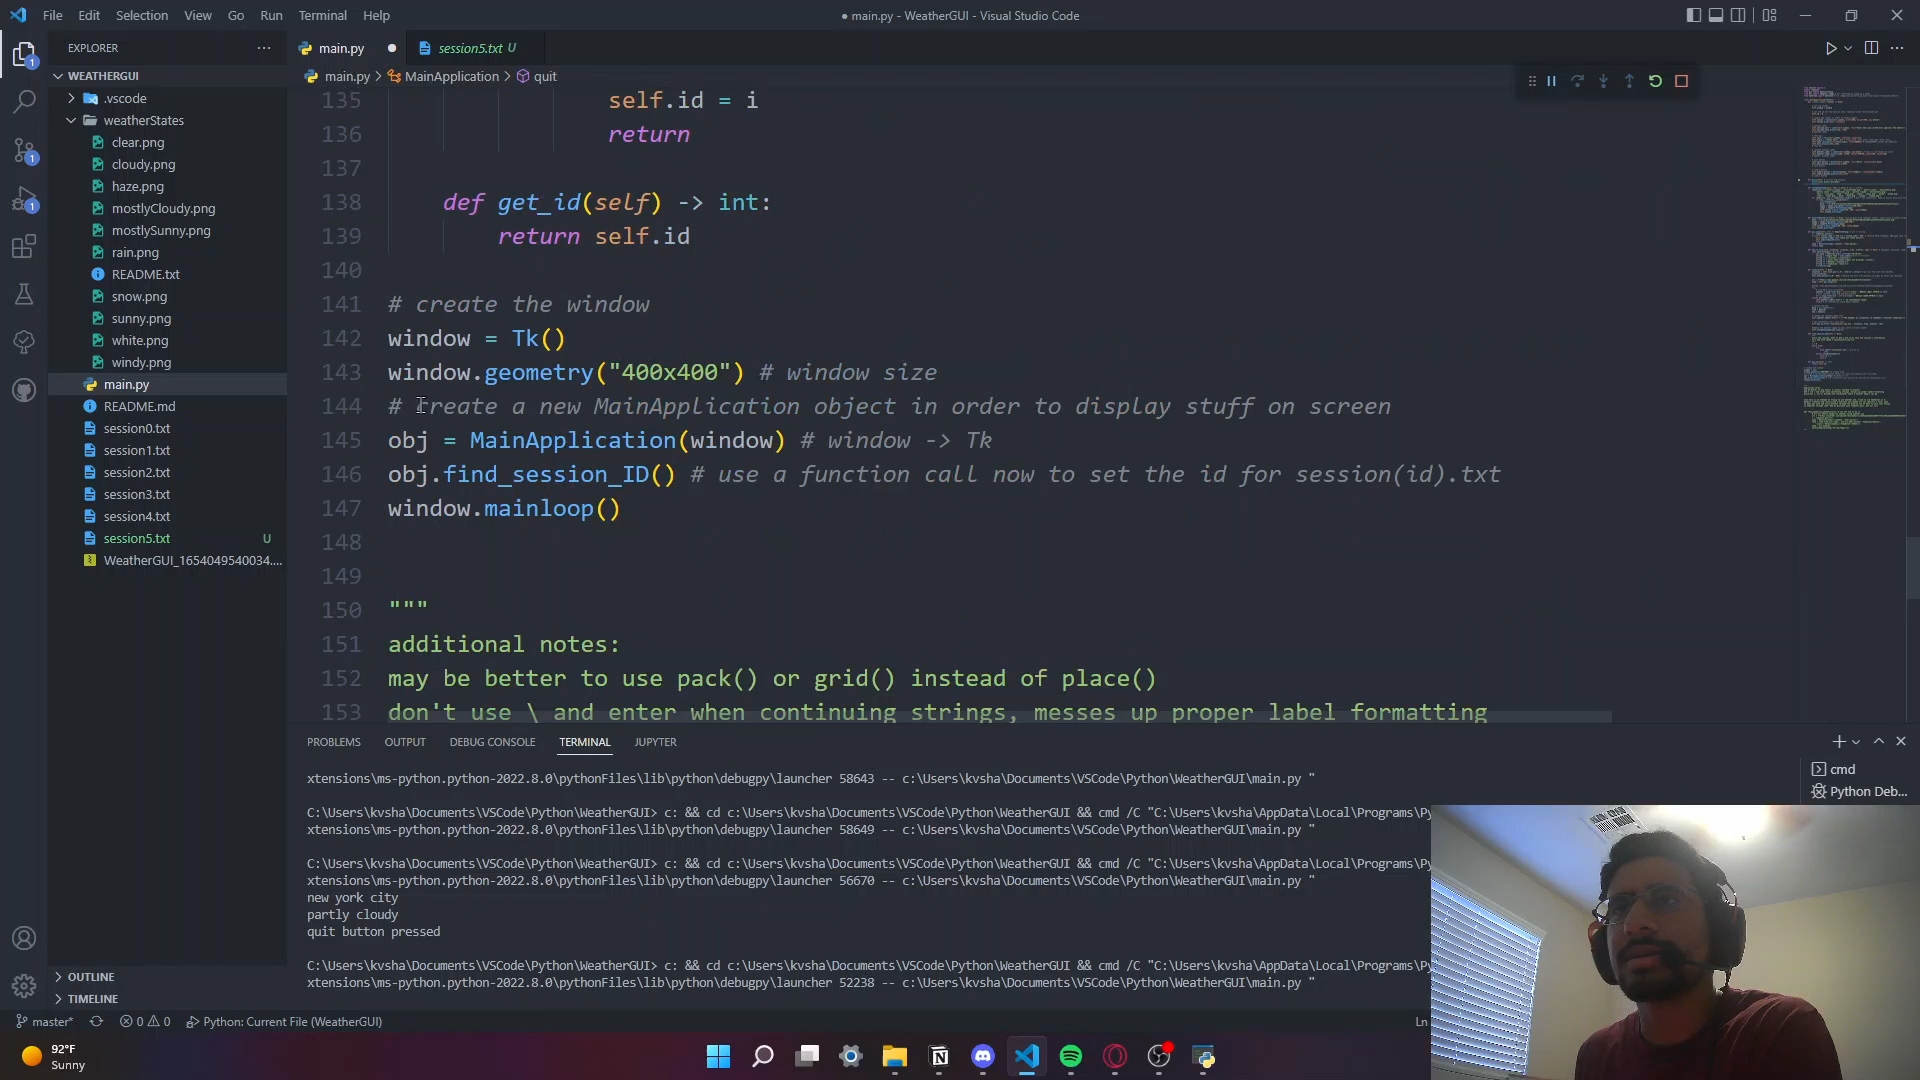 File Edit Selection View Go Run Terminal Help
● main.py - WeatherGUI - Visual Studio Code
EXPLORER
main.py
session5.txt U
WEATHERGUI
main.py > MainApplication > quit
.vscode
weatherStates
clear.png
cloudy.png
haze.png
mostlyCloudy.png
mostlySunny.png
rain.png
README.txt
snow.png
sunny.png
white.png
windy.png
main.py
README.md
session0.txt
session1.txt
session2.txt
session3.txt
session4.txt
session5.txt U
WeatherGUI_1654049540034....
OUTLINE
TIMELINE
135 self.id = i
136 return
137
138 def get_id(self) -> int:
139 return self.id
140
141 # create the window
142 window = Tk()
143 window.geometry("400x400") # window size
144 # create a new MainApplication object in order to display stuff on screen
145 obj = MainApplication(window) # window -> Tk
146 obj.find_session_ID() # use a function call now to set the id for session(id).txt
147 window.mainloop()
148
149
150 """
151 additional notes:
152 may be better to use pack() or grid() instead of place()
153 don't use \ and enter when continuing strings, messes up proper label formatting
PROBLEMS OUTPUT DEBUG CONSOLE TERMINAL JUPYTER
xtensions\ms-python.python-2022.8.0\pythonFiles\lib\python\debugpy\launcher 58643 -- c:\Users\kvsha\Documents\VSCode\Python\WeatherGUI\main.py "
C:\Users\kvsha\Documents\VSCode\Python\WeatherGUI> c: && cd c:\Users\kvsha\Documents\VSCode\Python\WeatherGUI && cmd /C "C:\Users\kvsha\AppData\Local\Programs\Py
xtensions\ms-python.python-2022.8.0\pythonFiles\lib\python\debugpy\launcher 58649 -- c:\Users\kvsha\Documents\VSCode\Python\WeatherGUI\main.py "
C:\Users\kvsha\Documents\VSCode\Python\WeatherGUI> c: && cd c:\Users\kvsha\Documents\VSCode\Python\WeatherGUI && cmd /C "C:\Users\kvsha\AppData\Local\Programs\Py
xtensions\ms-python.python-2022.8.0\pythonFiles\lib\python\debugpy\launcher 56670 -- c:\Users\kvsha\Documents\VSCode\Python\WeatherGUI\main.py "
new york city
partly cloudy
quit button pressed
C:\Users\kvsha\Documents\VSCode\Python\WeatherGUI> c: && cd c:\Users\kvsha\Documents\VSCode\Python\WeatherGUI && cmd /C "C:\Users\kvsha\AppData\Local\Programs\Py
xtensions\ms-python.python-2022.8.0\pythonFiles\lib\python\debugpy\launcher 52238 -- c:\Users\kvsha\Documents\VSCode\Python\WeatherGUI\main.py "
cmd
Python Deb...
master* 0 0 Python: Current File (WeatherGUI)
Ln
92°F
Sunny